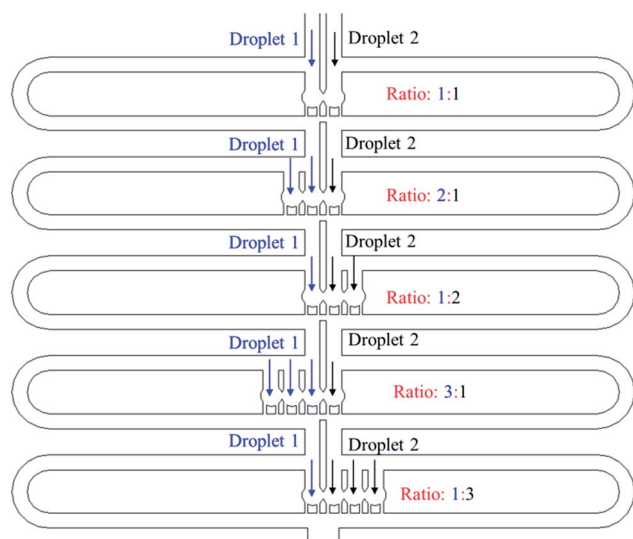 Droplet 1 Droplet 2
Ratio: 1:1
Droplet 1 Droplet 2
Ratio: 2:1
Droplet 1 Droplet 2
Ratio: 1:2
Droplet 1 Droplet 2
Ratio: 3:1
Droplet 1 Droplet 2
Ratio: 1:3